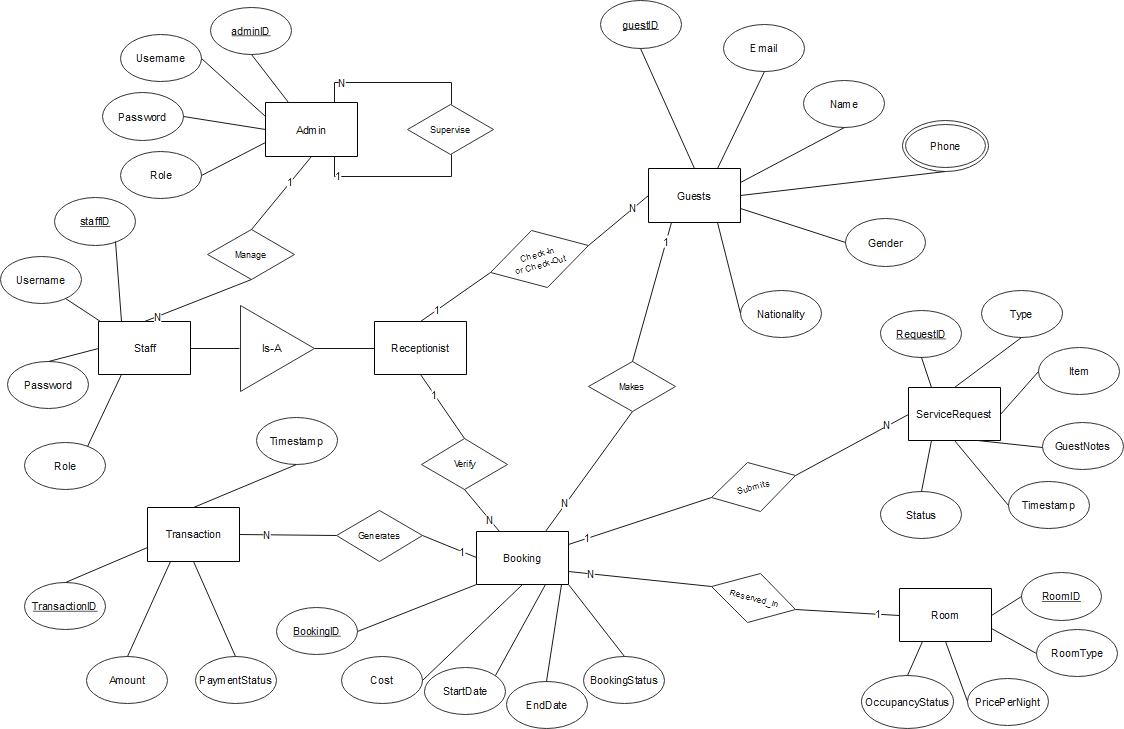 guestID
adminID
Email
Username
N
Name
Password
Admin
Supervise
Phone
Role
1
1
Guests
N
staffID
1
Gender
Manage
Check-In
or Check-Out
Username
1
N
Nationality
Type
RequestID
Staff
Is-A
Receptionist
Item
Password
Makes
1
ServiceRequest
N
Timestamp
GuestNotes
Role
Verify
Submits
N
Timestamp
Status
N
Transaction
N
Generates
1
1
Booking
N
Reserved_In
RoomID
TransactionID
1
Room
BookingID
RoomType
Amount
PaymentStatus
Cost
StartDate
EndDate
BookingStatus
OccupancyStatus
PricePerNight